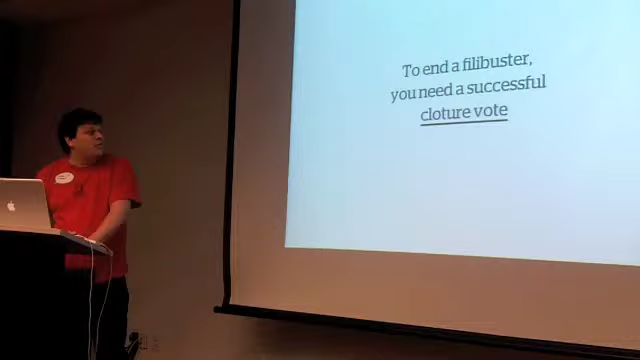 To end a filibuster,
you need a successful
cloture vote